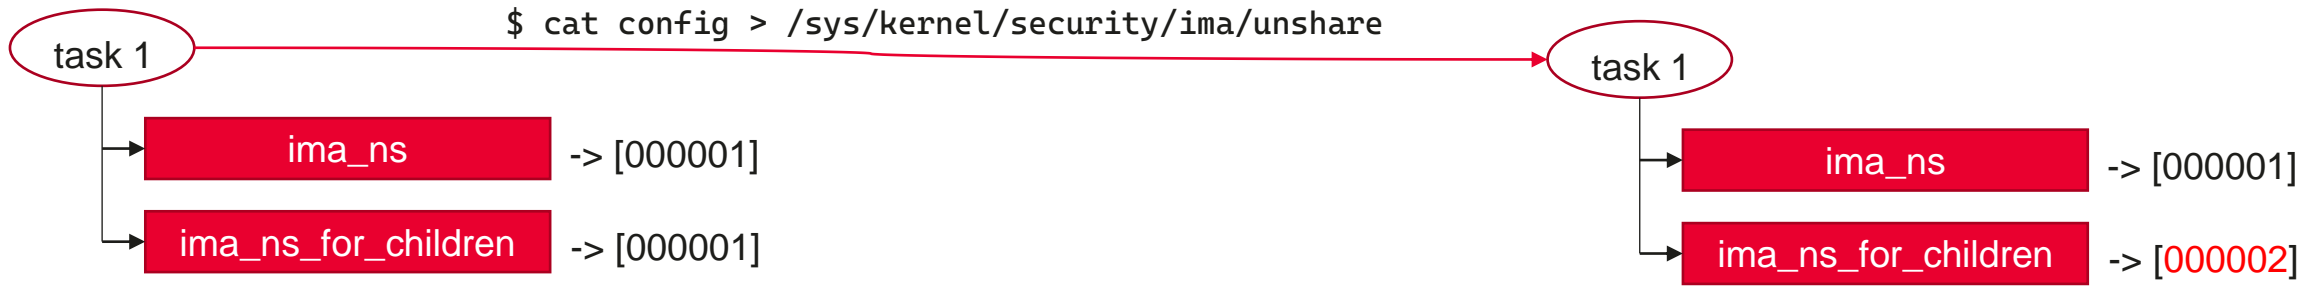 $ cat config > /sys/kernel/security/ima/unshare
task 1
ima_ns -> [000001]
ima_ns_for_children -> [000001]
task 1
ima_ns -> [000001]
ima_ns_for_children -> [000002]